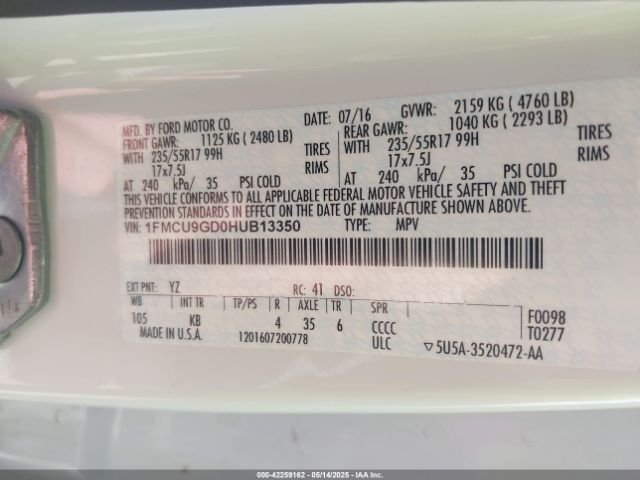 MFD. BY FORD MOTOR CO. DATE: 07/16 GVWR: 2159 KG ( 4760 LB)
FRONT GAWR: 1125 KG ( 2480 LB) REAR GAWR: 1040 KG ( 2293 LB)
WITH 235/55R17 99H TIRES WITH 235/55R17 99H TIRES
17x7.5J RIMS 17x7.5J RIMS
AT 240 kPa/ 35 PSI COLD AT 240 kPa/ 35 PSI COLD
THIS VEHICLE CONFORMS TO ALL APPLICABLE FEDERAL MOTOR VEHICLE SAFETY AND THEFT
PREVENTION STANDARDS IN EFFECT ON THE DATE OF MANUFACTURE SHOWN ABOVE.
VIN: 1FMCU9GD0HUB13350 TYPE: MPV
EXT PNT: YZ RC: 41 DSO:
WB INT TR TP/PS R AXLE TR SPR
105 KB 4 35 6 CCCC F0098
MADE IN U.S.A. 1201607200778 ULC T0277
5U5A-3520472-AA
000-42259162 - 05/14/2025 - IAAI, Inc. Copyright